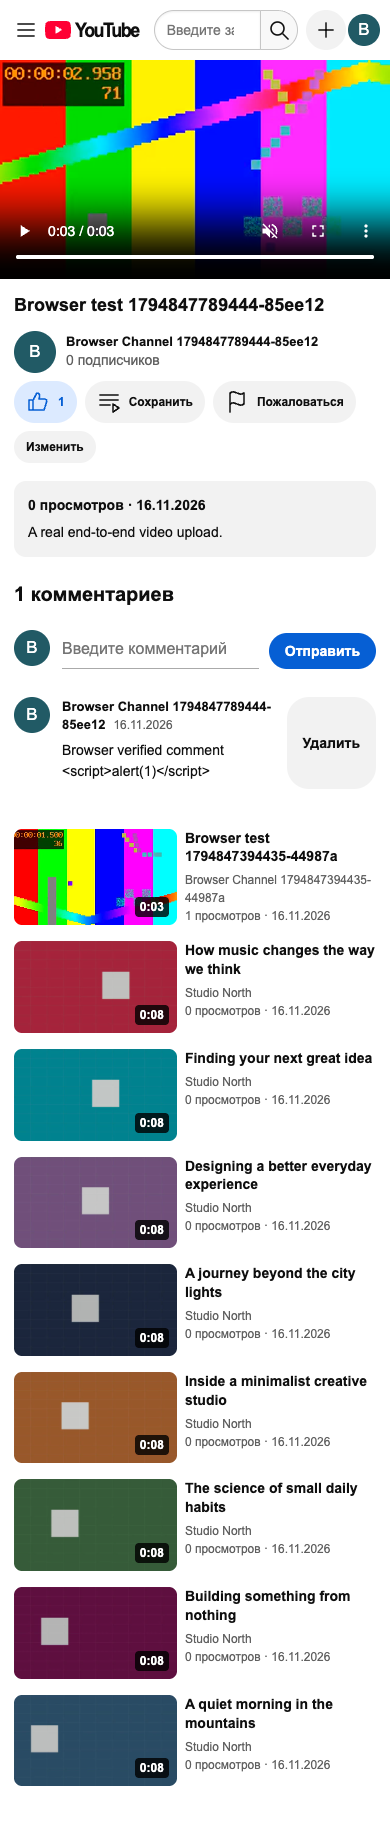 YouTube
Введите за
B
00:00:02.958
71
0:03 / 0:03
Browser test 1794847789444-85ee12
B
Browser Channel 1794847789444-85ee12
0 подписчиков
1
Сохранить
Пожаловаться
Изменить
0 просмотров · 16.11.2026
A real end-to-end video upload.
1 комментариев
B
Введите комментарий
Отправить
B
Browser Channel 1794847789444-
85ee12 16.11.2026
Browser verified comment
<script>alert(1)</script>
Удалить
0:00:01.500
36
0:03
Browser test
1794847394435-44987a
Browser Channel 1794847394435-
44987a
1 просмотров · 16.11.2026
0:08
How music changes the way
we think
Studio North
0 просмотров · 16.11.2026
0:08
Finding your next great idea
Studio North
0 просмотров · 16.11.2026
0:08
Designing a better everyday
experience
Studio North
0 просмотров · 16.11.2026
0:08
A journey beyond the city
lights
Studio North
0 просмотров · 16.11.2026
0:08
Inside a minimalist creative
studio
Studio North
0 просмотров · 16.11.2026
0:08
The science of small daily
habits
Studio North
0 просмотров · 16.11.2026
0:08
Building something from
nothing
Studio North
0 просмотров · 16.11.2026
0:08
A quiet morning in the
mountains
Studio North
0 просмотров · 16.11.2026